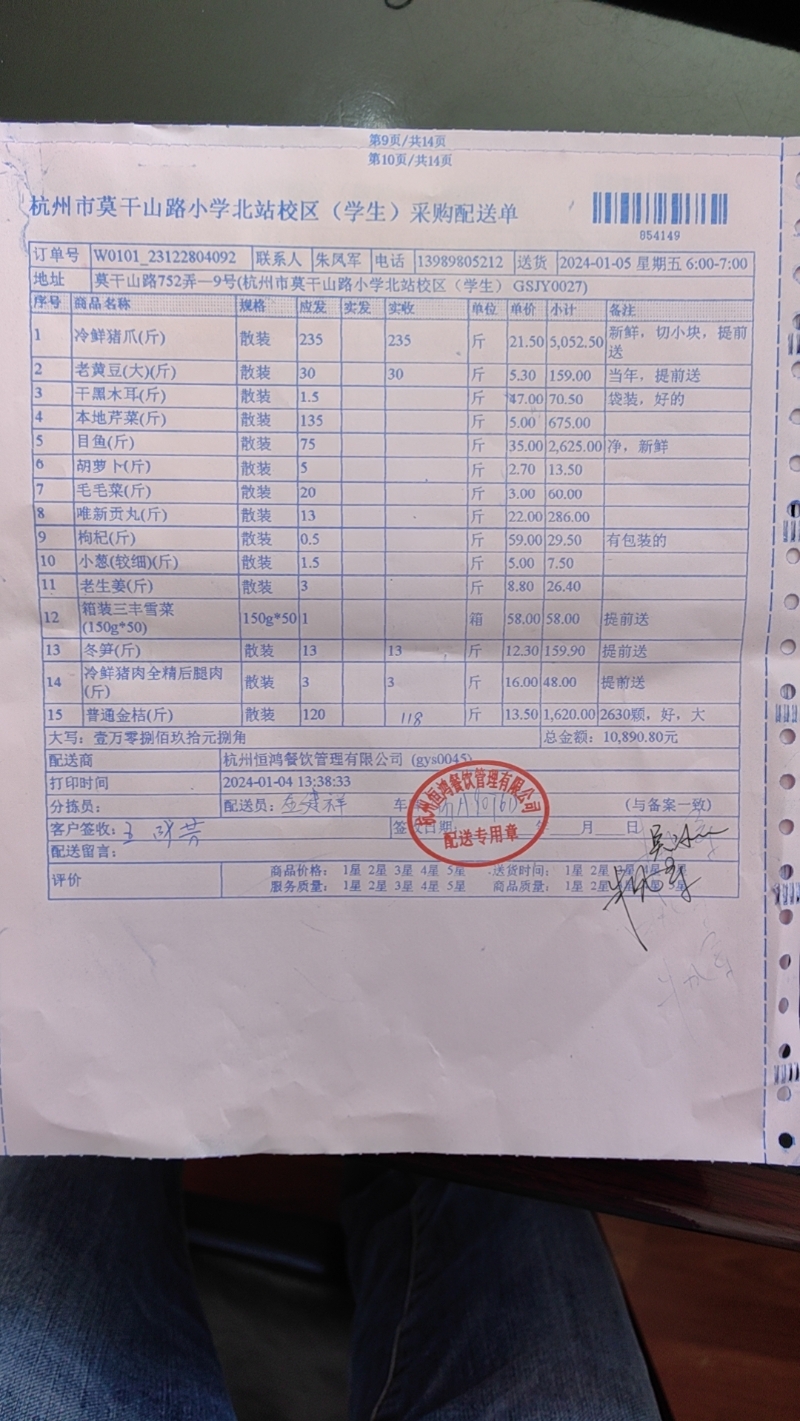 第9页/共14页
第10页/共14页
杭州市莫干山路小学北站校区（学生）采购配送单
854149
订单号 W0101_23122804092 联系人 朱凤军 电话 13989805212 送货 2024-01-05 星期五 6:00-7:00
地址 莫干山路752弄—9号(杭州市莫干山路小学北站校区（学生） GSJY0027)
序号 商品名称 规格 应发 实发 实收 单位 单价 小计 备注
1 冷鲜猪爪(斤) 散装 235 235 斤 21.50 5,052.50 新鲜，切小块，提前
送
2 老黄豆(大)(斤) 散装 30 30 斤 5.30 159.00 当年，提前送
3 干黑木耳(斤) 散装 1.5 斤 47.00 70.50 袋装，好的
4 本地芹菜(斤) 散装 135 斤 5.00 675.00
5 目鱼(斤) 散装 75 斤 35.00 2,625.00 净，新鲜
6 胡萝卜(斤) 散装 5 斤 2.70 13.50
7 毛毛菜(斤) 散装 20 斤 3.00 60.00
8 唯新贡丸(斤) 散装 13 斤 22.00 286.00
9 枸杞(斤) 散装 0.5 斤 59.00 29.50 有包装的
10 小葱(较细)(斤) 散装 1.5 斤 5.00 7.50
11 老生姜(斤) 散装 3 斤 8.80 26.40
12 箱装三丰雪菜
(150g*50) 150g*50 1 箱 58.00 58.00 提前送
13 冬笋(斤) 散装 13 13 斤 12.30 159.90 提前送
14 冷鲜猪肉全精后腿肉
(斤) 散装 3 3 斤 16.00 48.00 提前送
15 普通金桔(斤) 散装 120 118 斤 13.50 1,620.00 2630颗，好，大
大写：壹万零捌佰玖拾元捌角 总金额：10,890.80元
配送商 杭州恒鸿餐饮管理有限公司 (gys0045)
打印时间 2024-01-04 13:38:33
分拣员： 配送员： 车 （与备案一致）
客户签收： 签收日期： 年 月 日
杭州恒鸿餐饮管理有限公司
配送专用章
配送留言：
评价 商品价格： 1星 2星 3星 4星 5星 送货时间： 1星 2星 3星 4星 5星
服务质量： 1星 2星 3星 4星 5星 商品质量： 1星 2星 3星 4星 5星